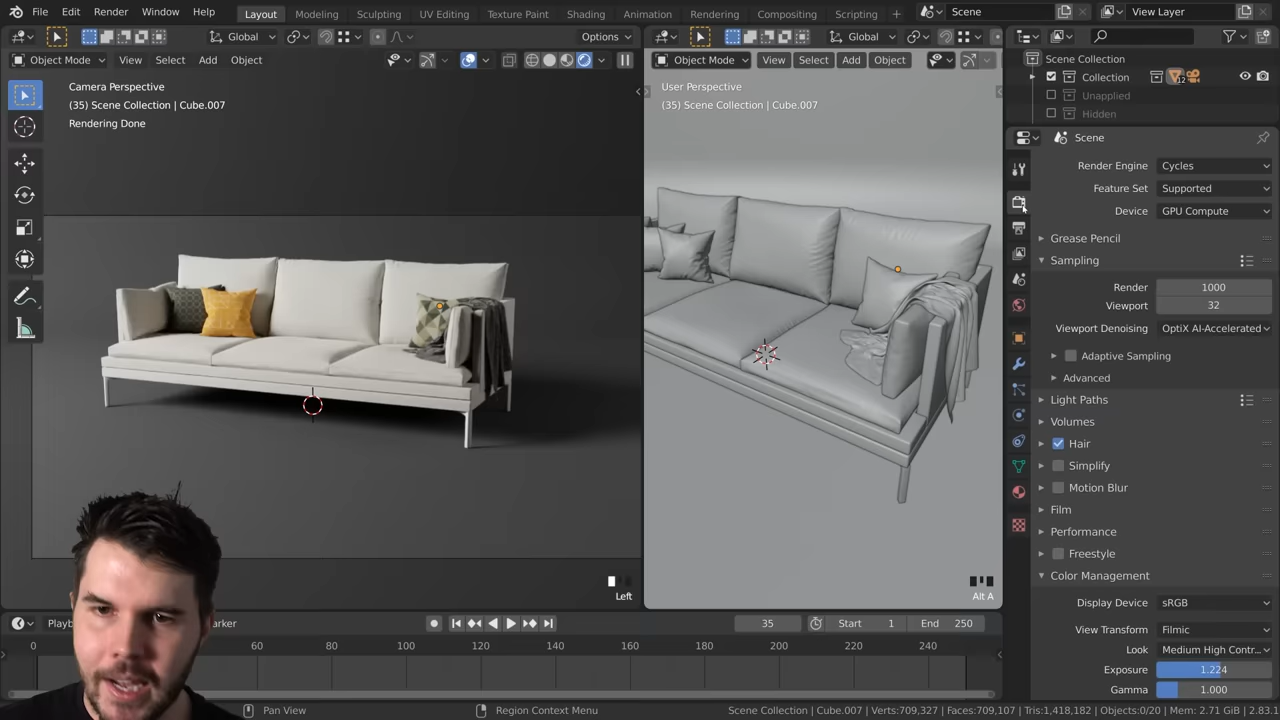 File Edit Render Window Help Layout Modeling Sculpting UV Editing Texture Paint Shading Animation Rendering Compositing Scripting Scene View Layer
Global Options
Object Mode View Select Add Object
Camera Perspective
(35) Scene Collection | Cube.007
Rendering Done
Left
Global
Object Mode View Select Add Object
User Perspective
(35) Scene Collection | Cube.007
Alt A
Scene Collection
Collection 12
Unapplied
Hidden
Scene
Render Engine Cycles
Feature Set Supported
Device GPU Compute
Grease Pencil
Sampling
Render 1000
Viewport 32
Viewport Denoising OptiX AI-Accelerated
Adaptive Sampling
Advanced
Light Paths
Volumes
Hair
Simplify
Motion Blur
Film
Performance
Freestyle
Color Management
Display Device sRGB
View Transform Filmic
Look Medium High Contr...
Exposure 1.224
Gamma 1.000
Playb arker 35 Start 1 End 250
0 60 80 100 120 140 160 180 200 220 240
Pan View Region Context Menu Scene Collection | Cube.007 | Verts:709,327 | Faces:709,107 | Tris:1,418,182 | Objects:0/20 | Mem: 2.71 GiB | 2.83.1